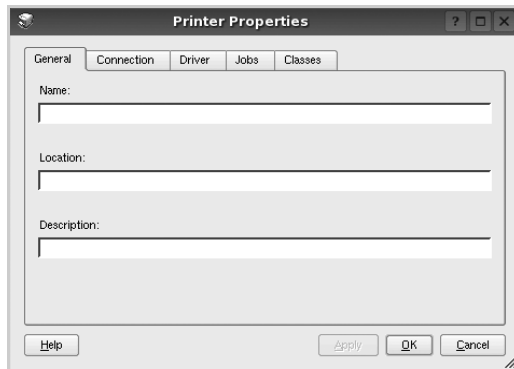 Printer Properties
?
General Connection Driver Jobs Classes
Name:
Location:
Description:
Help Apply OK Cancel